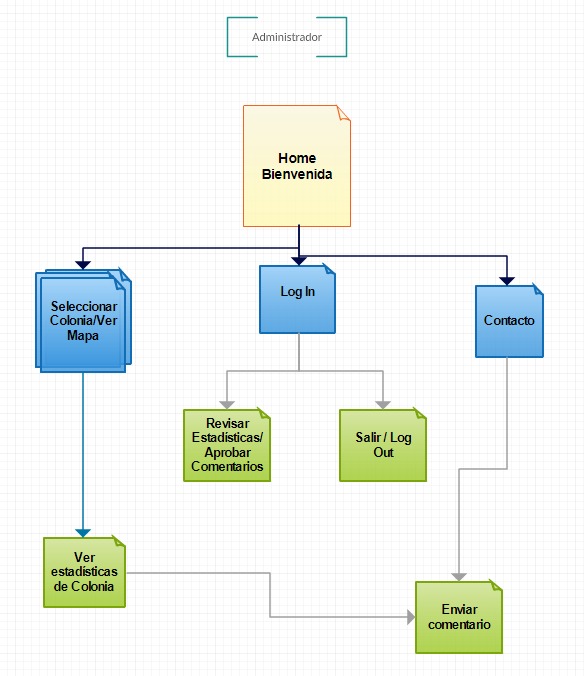 Administrador
Home
Bienvenida
Seleccionar
Colonia/Ver
Mapa
Log In
Contacto
Revisar
Estadísticas/
Aprobar
Comentarios
Salir / Log
Out
Ver
estadísticas
de Colonia
Enviar
comentario